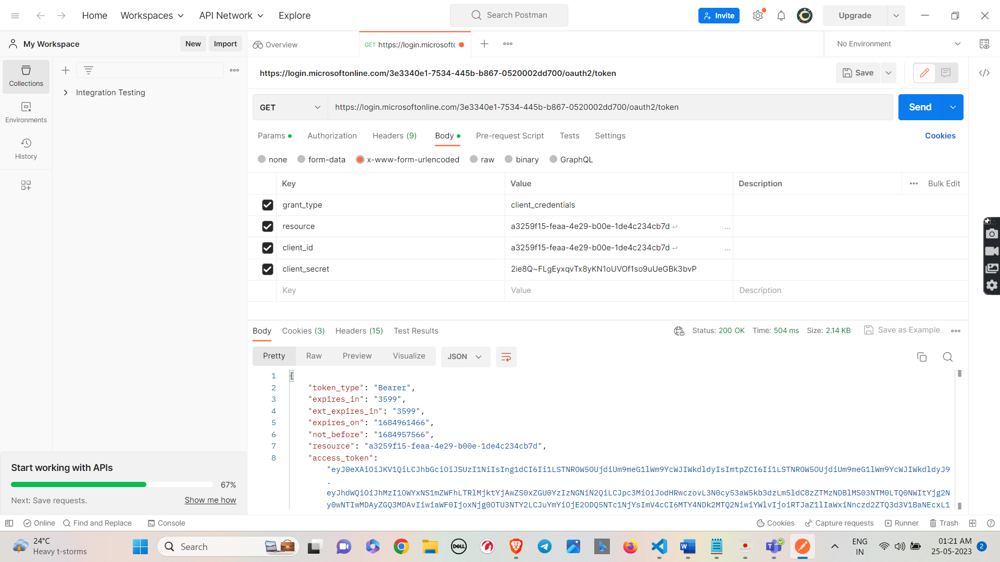 Home Workspaces API Network Explore Search Postman Invite Upgrade
My Workspace New Import Overview GET https://login.microsoftc No Environment
Collections
Environments
History
Integration Testing
https://login.microsoftonline.com/3e3340e1-7534-445b-b867-0520002dd700/oauth2/token Save
GET https://login.microsoftonline.com/3e3340e1-7534-445b-b867-0520002dd700/oauth2/token Send
Params Authorization Headers (9) Body Pre-request Script Tests Settings Cookies
none form-data x-www-form-urlencoded raw binary GraphQL
Key Value Description Bulk Edit
grant_type client_credentials
resource a3259f15-feaa-4e29-b00e-1de4c234cb7d ↵ ...
client_id a3259f15-feaa-4e29-b00e-1de4c234cb7d ↵ ...
client_secret 2ie8Q~FLgEyxqvTx8yKN1oUVOf1so9uUeGBk3bvP
Key Value Description
Body Cookies (3) Headers (15) Test Results Status: 200 OK Time: 504 ms Size: 2.14 KB Save as Example
Pretty Raw Preview Visualize JSON
1 {
2 "token_type": "Bearer",
3 "expires_in": "3599",
4 "ext_expires_in": "3599",
5 "expires_on": "1684961466",
6 "not_before": "1684957566",
7 "resource": "a3259f15-feaa-4e29-b00e-1de4c234cb7d",
8 "access_token":
"eyJ0eXAiOiJKV1QiLCJhbGciOiJSUzI1NiIsIng1dCI6Ii1LSTNROW5OUjdiUm9meG1lWm9YcWJIWkdldyIsImtpZCI6Ii1LSTNROW5OUjdiUm9meG1lWm9YcWJIWkdldyJ9
.
eyJhdWQiOiJhMzI1OWYxNS1mZWFhLTRlMjktYjAwZS0xZGU0YzIzNGNiN2QiLCJpc3MiOiJodHRwczovL3N0cy53aW5kb3dzLm5ldC8zZTMzNDBlMS03NTM0LTQ0NWItYjg2N
y0wNTIwMDAyZGQ3MDAvIiwiaWF0IjoxNjg0OTU3NTY2LCJuYmYiOjE2ODQ5NTc1NjYsImV4cCI6MTY4NDk2MTQ2NiwiYWlvIjoiRTJaZ1lIaWxiNnczd2ZTQ3d3V1BaNEcxL1
Start working with APIs
67%
Next: Save requests. Show me how
Online Find and Replace Console Cookies Capture requests Runner Trash
24°C
Heavy t-storms
Search
DELL
ENG
IN
01:21 AM
25-05-2023
2